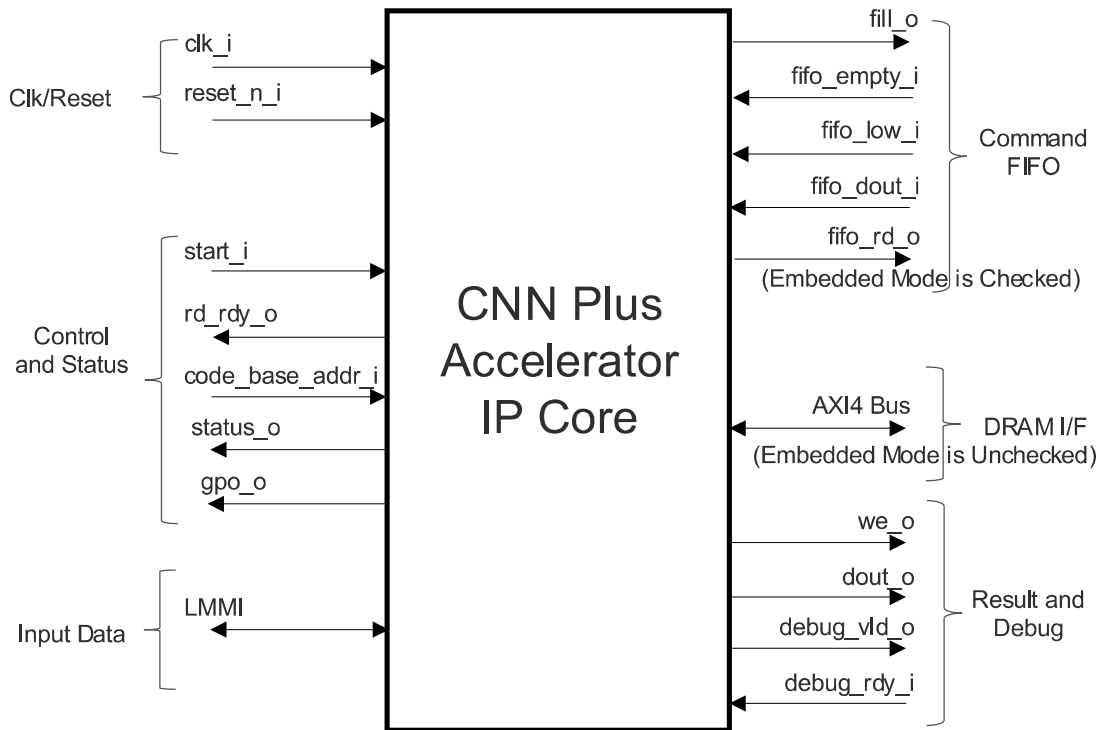 clk_i
Clk/Reset
reset_n_i
start_i
rd_rdy_o
Control
and Status
code_base_addr_i
status_o
gpo_o
LMMI
Input Data
CNN Plus
Accelerator
IP Core
fill_o
fifo_empty_i
fifo_low_i
Command
FIFO
fifo_dout_i
fifo_rd_o
(Embedded Mode is Checked)
AXI4 Bus
DRAM I/F
(Embedded Mode is Unchecked)
we_o
dout_o
Result and
Debug
debug_vld_o
debug_rdy_i